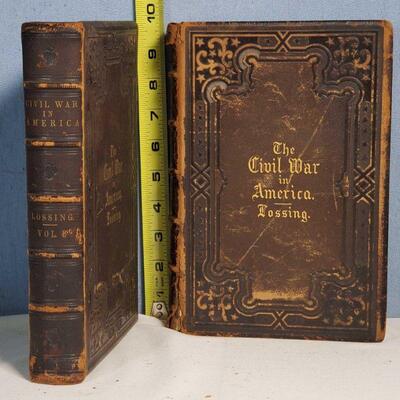 CIVIL WAR
IN
AMERICA
LOSSING.
VOL.
The
Civil War
in
America
Lossing
10
9
8
7
6
5
4
3
2
1
The
Civil War
in
America.
Lossing.